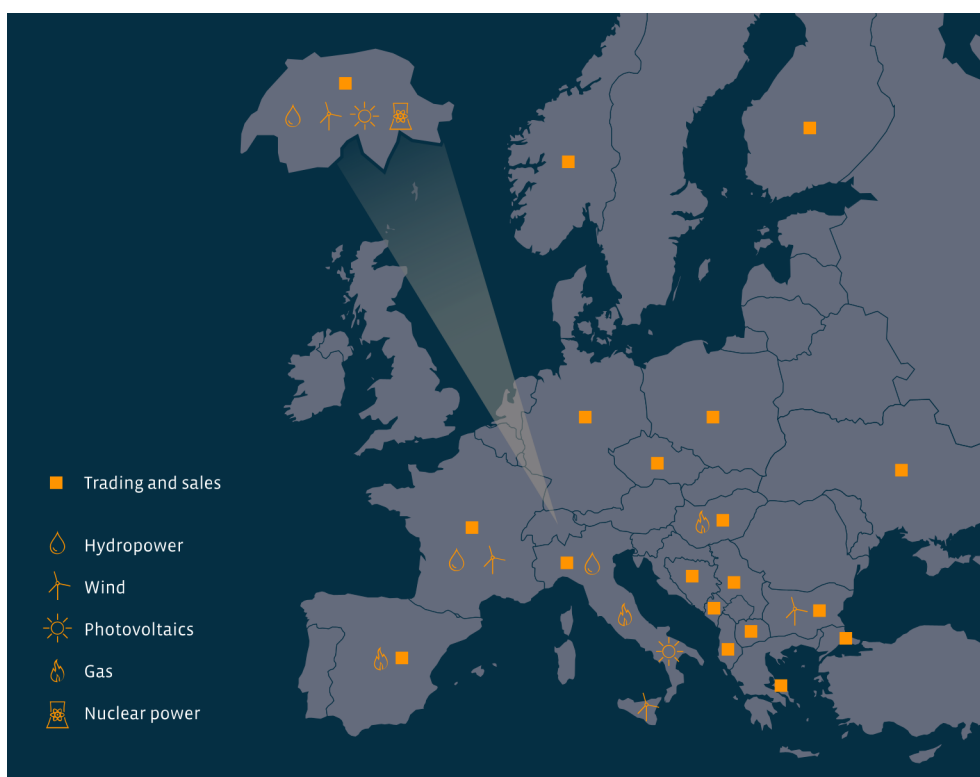 Trading and sales
Hydropower
Wind
Photovoltaics
Gas
Nuclear power